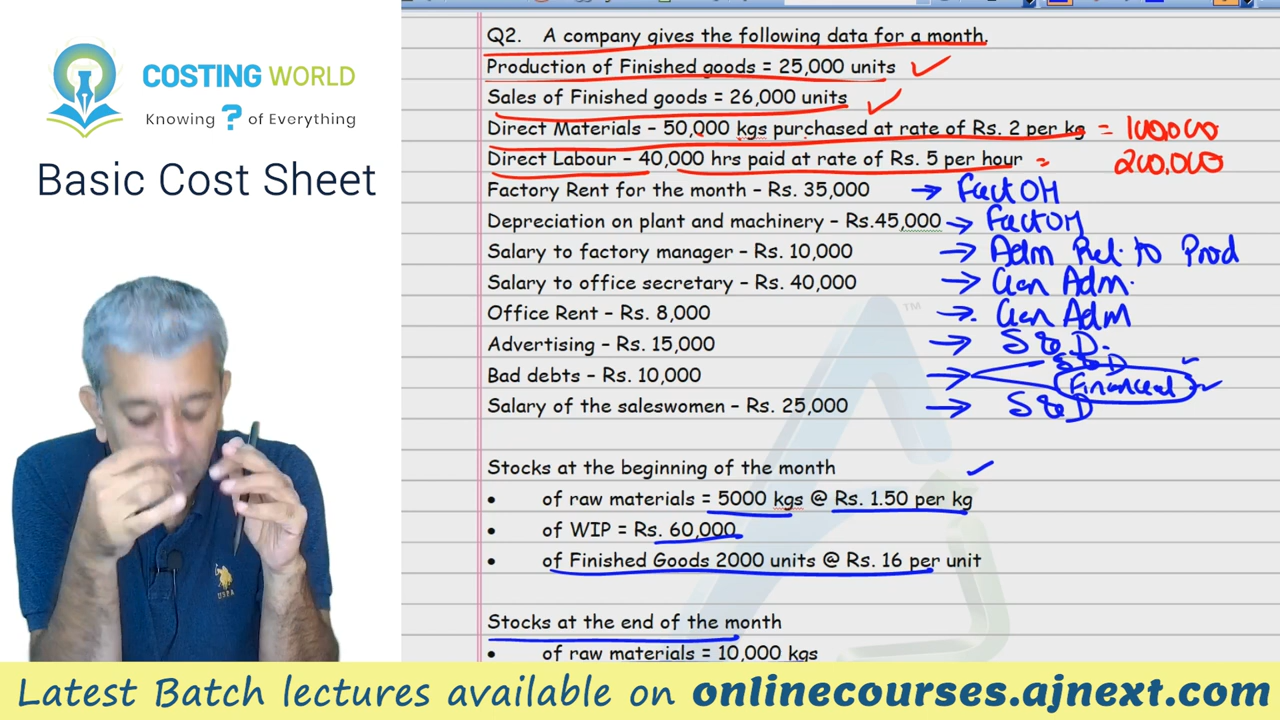 COSTING WORLD
Knowing ? of Everything
Basic Cost Sheet
Q2. A company gives the following data for a month.
Production of Finished goods = 25,000 units
Sales of Finished goods = 26,000 units
Direct Materials – 50,000 kgs purchased at rate of Rs. 2 per kg = 100,000
Direct Labour – 40,000 hrs paid at rate of Rs. 5 per hour = 200,000
Factory Rent for the month – Rs. 35,000 → Fact OH
Depreciation on plant and machinery – Rs.45,000 → Fact OH
Salary to factory manager – Rs. 10,000 → Adm Rel. to Prod
Salary to office secretary – Rs. 40,000 → Gen Adm.
Office Rent – Rs. 8,000 → Gen Adm
Advertising – Rs. 15,000 → S&D.
S&D
Bad debts – Rs. 10,000 → Financial
Salary of the saleswomen – Rs. 25,000 → S&D
Stocks at the beginning of the month
• of raw materials = 5000 kgs @ Rs. 1.50 per kg
• of WIP = Rs. 60,000
• of Finished Goods 2000 units @ Rs. 16 per unit
Stocks at the end of the month
• of raw materials = 10,000 kgs
TM
USPA
Latest Batch lectures available on onlinecourses.ajnext.com